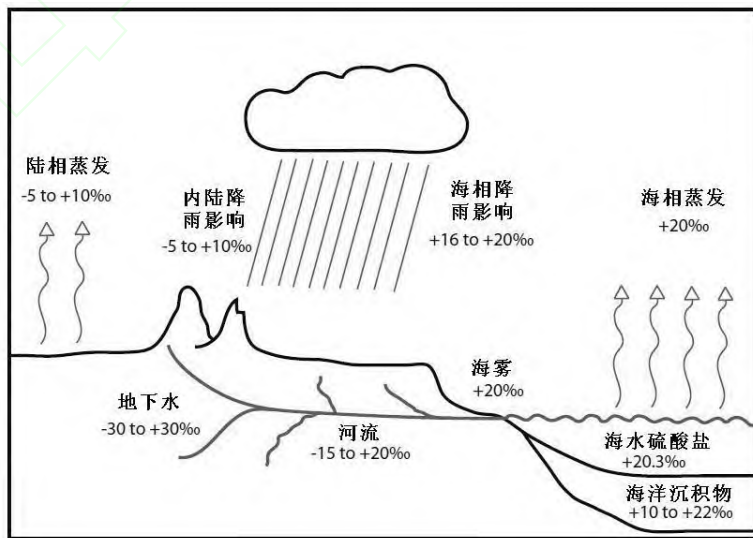 陆相蒸发
-5 to +10‰
内陆降
雨影响
-5 to +10‰
海相降
雨影响
+16 to +20‰
海相蒸发
+20‰
海雾
+20‰
地下水
-30 to +30‰
河流
-15 to +20‰
海水硫酸盐
+20.3‰
海洋沉积物
+10 to +22‰